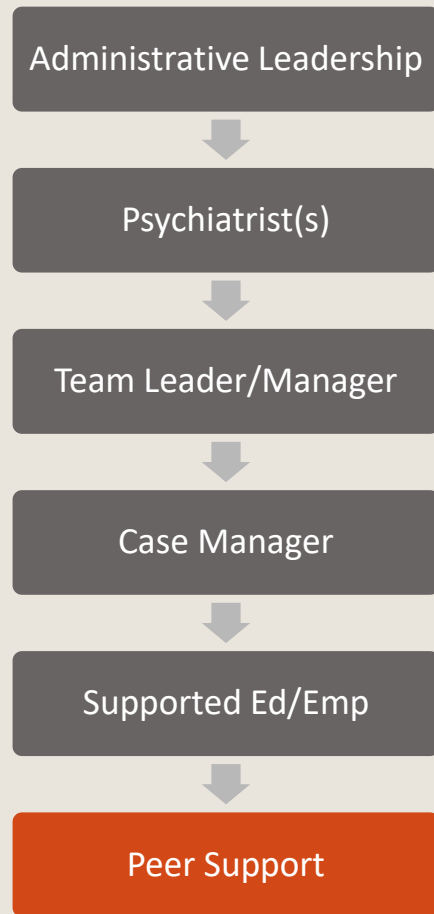 Administrative Leadership
Psychiatrist(s)
Team Leader/Manager
Case Manager
Supported Ed/Emp
Peer Support